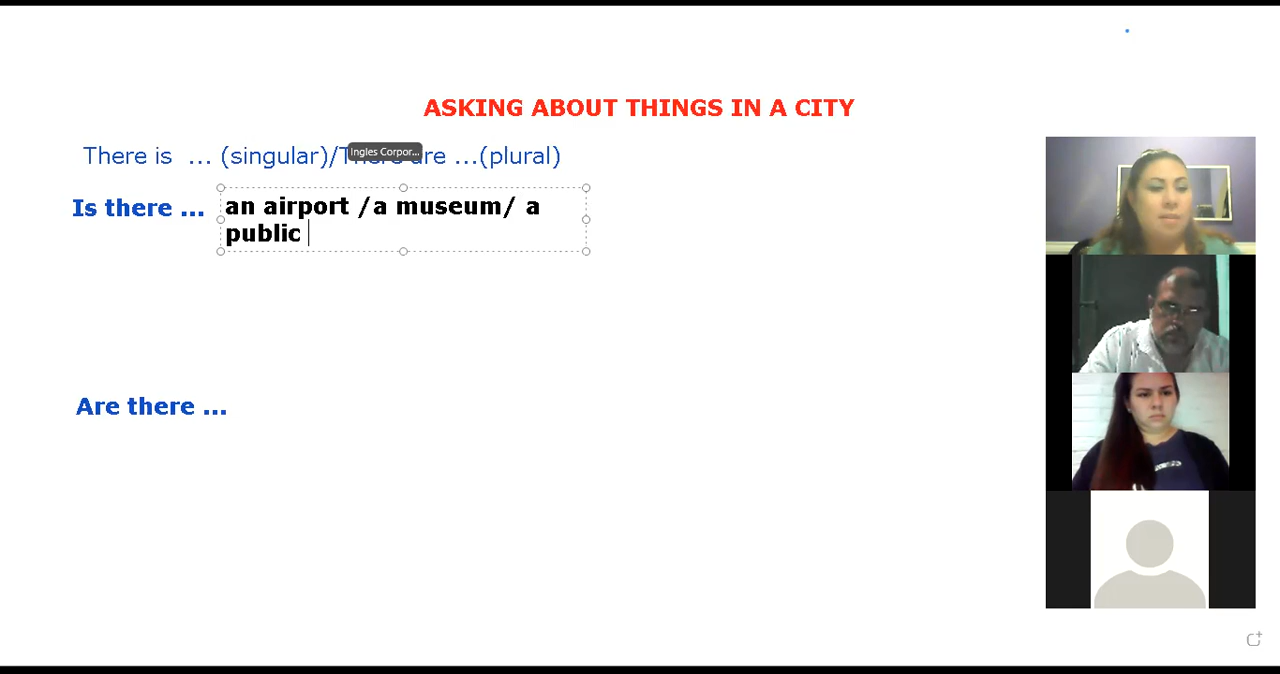 ASKING ABOUT THINGS IN A CITY
There is ... (singular)/There are ...(plural)
Ingles Corpor...
Is there ... an airport /a museum/ a
public
Are there ...